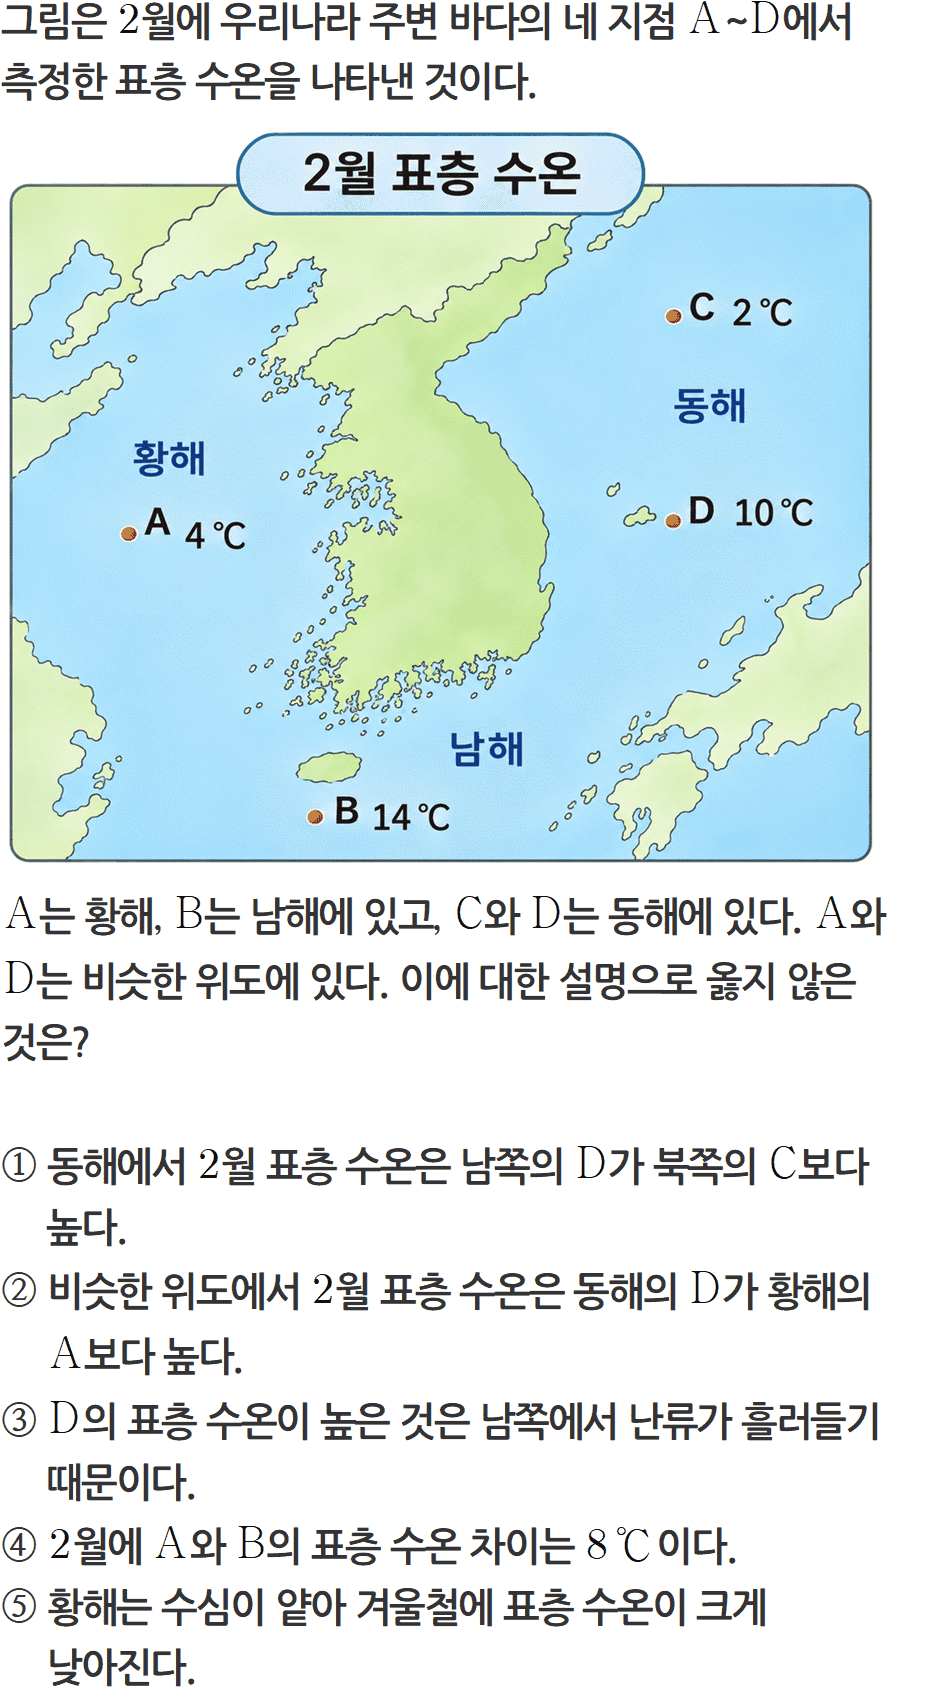 그림은 2월에 우리나라 주변 바다의 네 지점 A~D에서
측정한 표층 수온을 나타낸 것이다.
2월 표층 수온
C 2℃
동해
황해
A 4℃
D 10℃
남해
B 14℃
A는 황해, B는 남해에 있고, C와 D는 동해에 있다. A와
D는 비슷한 위도에 있다. 이에 대한 설명으로 옳지 않은
것은?
① 동해에서 2월 표층 수온은 남쪽의 D가 북쪽의 C보다
높다.
② 비슷한 위도에서 2월 표층 수온은 동해의 D가 황해의
A보다 높다.
③ D의 표층 수온이 높은 것은 남쪽에서 난류가 흘러들기
때문이다.
④ 2월에 A와 B의 표층 수온 차이는 8℃이다.
⑤ 황해는 수심이 얕아 겨울철에 표층 수온이 크게
낮아진다.